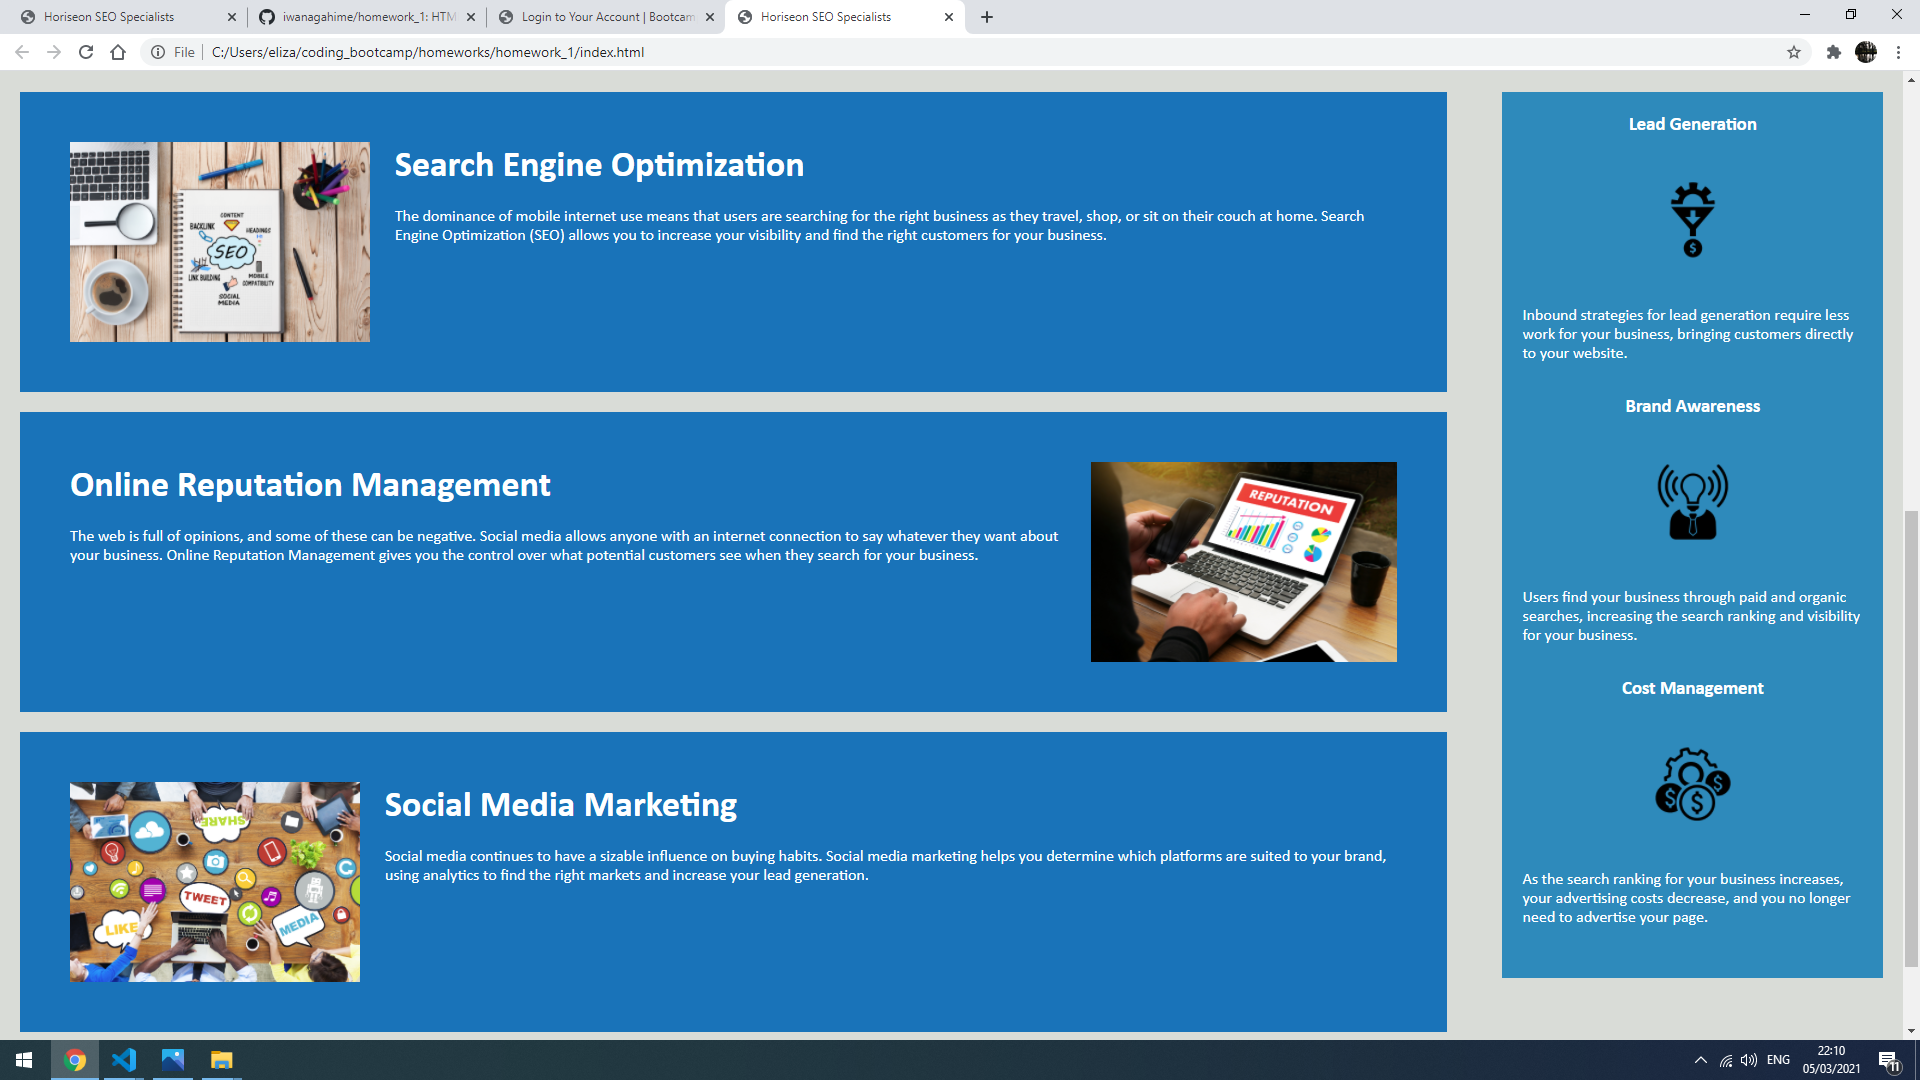 Horiseon SEO Specialists
iwanagahime/homework_1: HTM
Login to Your Account | Bootcam
Horiseon SEO Specialists
File
C:/Users/eliza/coding_bootcamp/homeworks/homework_1/index.html
CONTENT
BACKLINK
HEADINGS
SEO
LINK BUILDING
MOBILE
COMPATIBILITY
SOCIAL
MEDIA
Search Engine Optimization
The dominance of mobile internet use means that users are searching for the right business as they travel, shop, or sit on their couch at home. Search
Engine Optimization (SEO) allows you to increase your visibility and find the right customers for your business.
Online Reputation Management
The web is full of opinions, and some of these can be negative. Social media allows anyone with an internet connection to say whatever they want about
your business. Online Reputation Management gives you the control over what potential customers see when they search for your business.
REPUTATION
SHARE
TWEET
LIKE
MEDIA
Social Media Marketing
Social media continues to have a sizable influence on buying habits. Social media marketing helps you determine which platforms are suited to your brand,
using analytics to find the right markets and increase your lead generation.
Lead Generation
$
Inbound strategies for lead generation require less
work for your business, bringing customers directly
to your website.
Brand Awareness
Users find your business through paid and organic
searches, increasing the search ranking and visibility
for your business.
Cost Management
$ $ $
As the search ranking for your business increases,
your advertising costs decrease, and you no longer
need to advertise your page.
ENG
22:10
05/03/2021
11